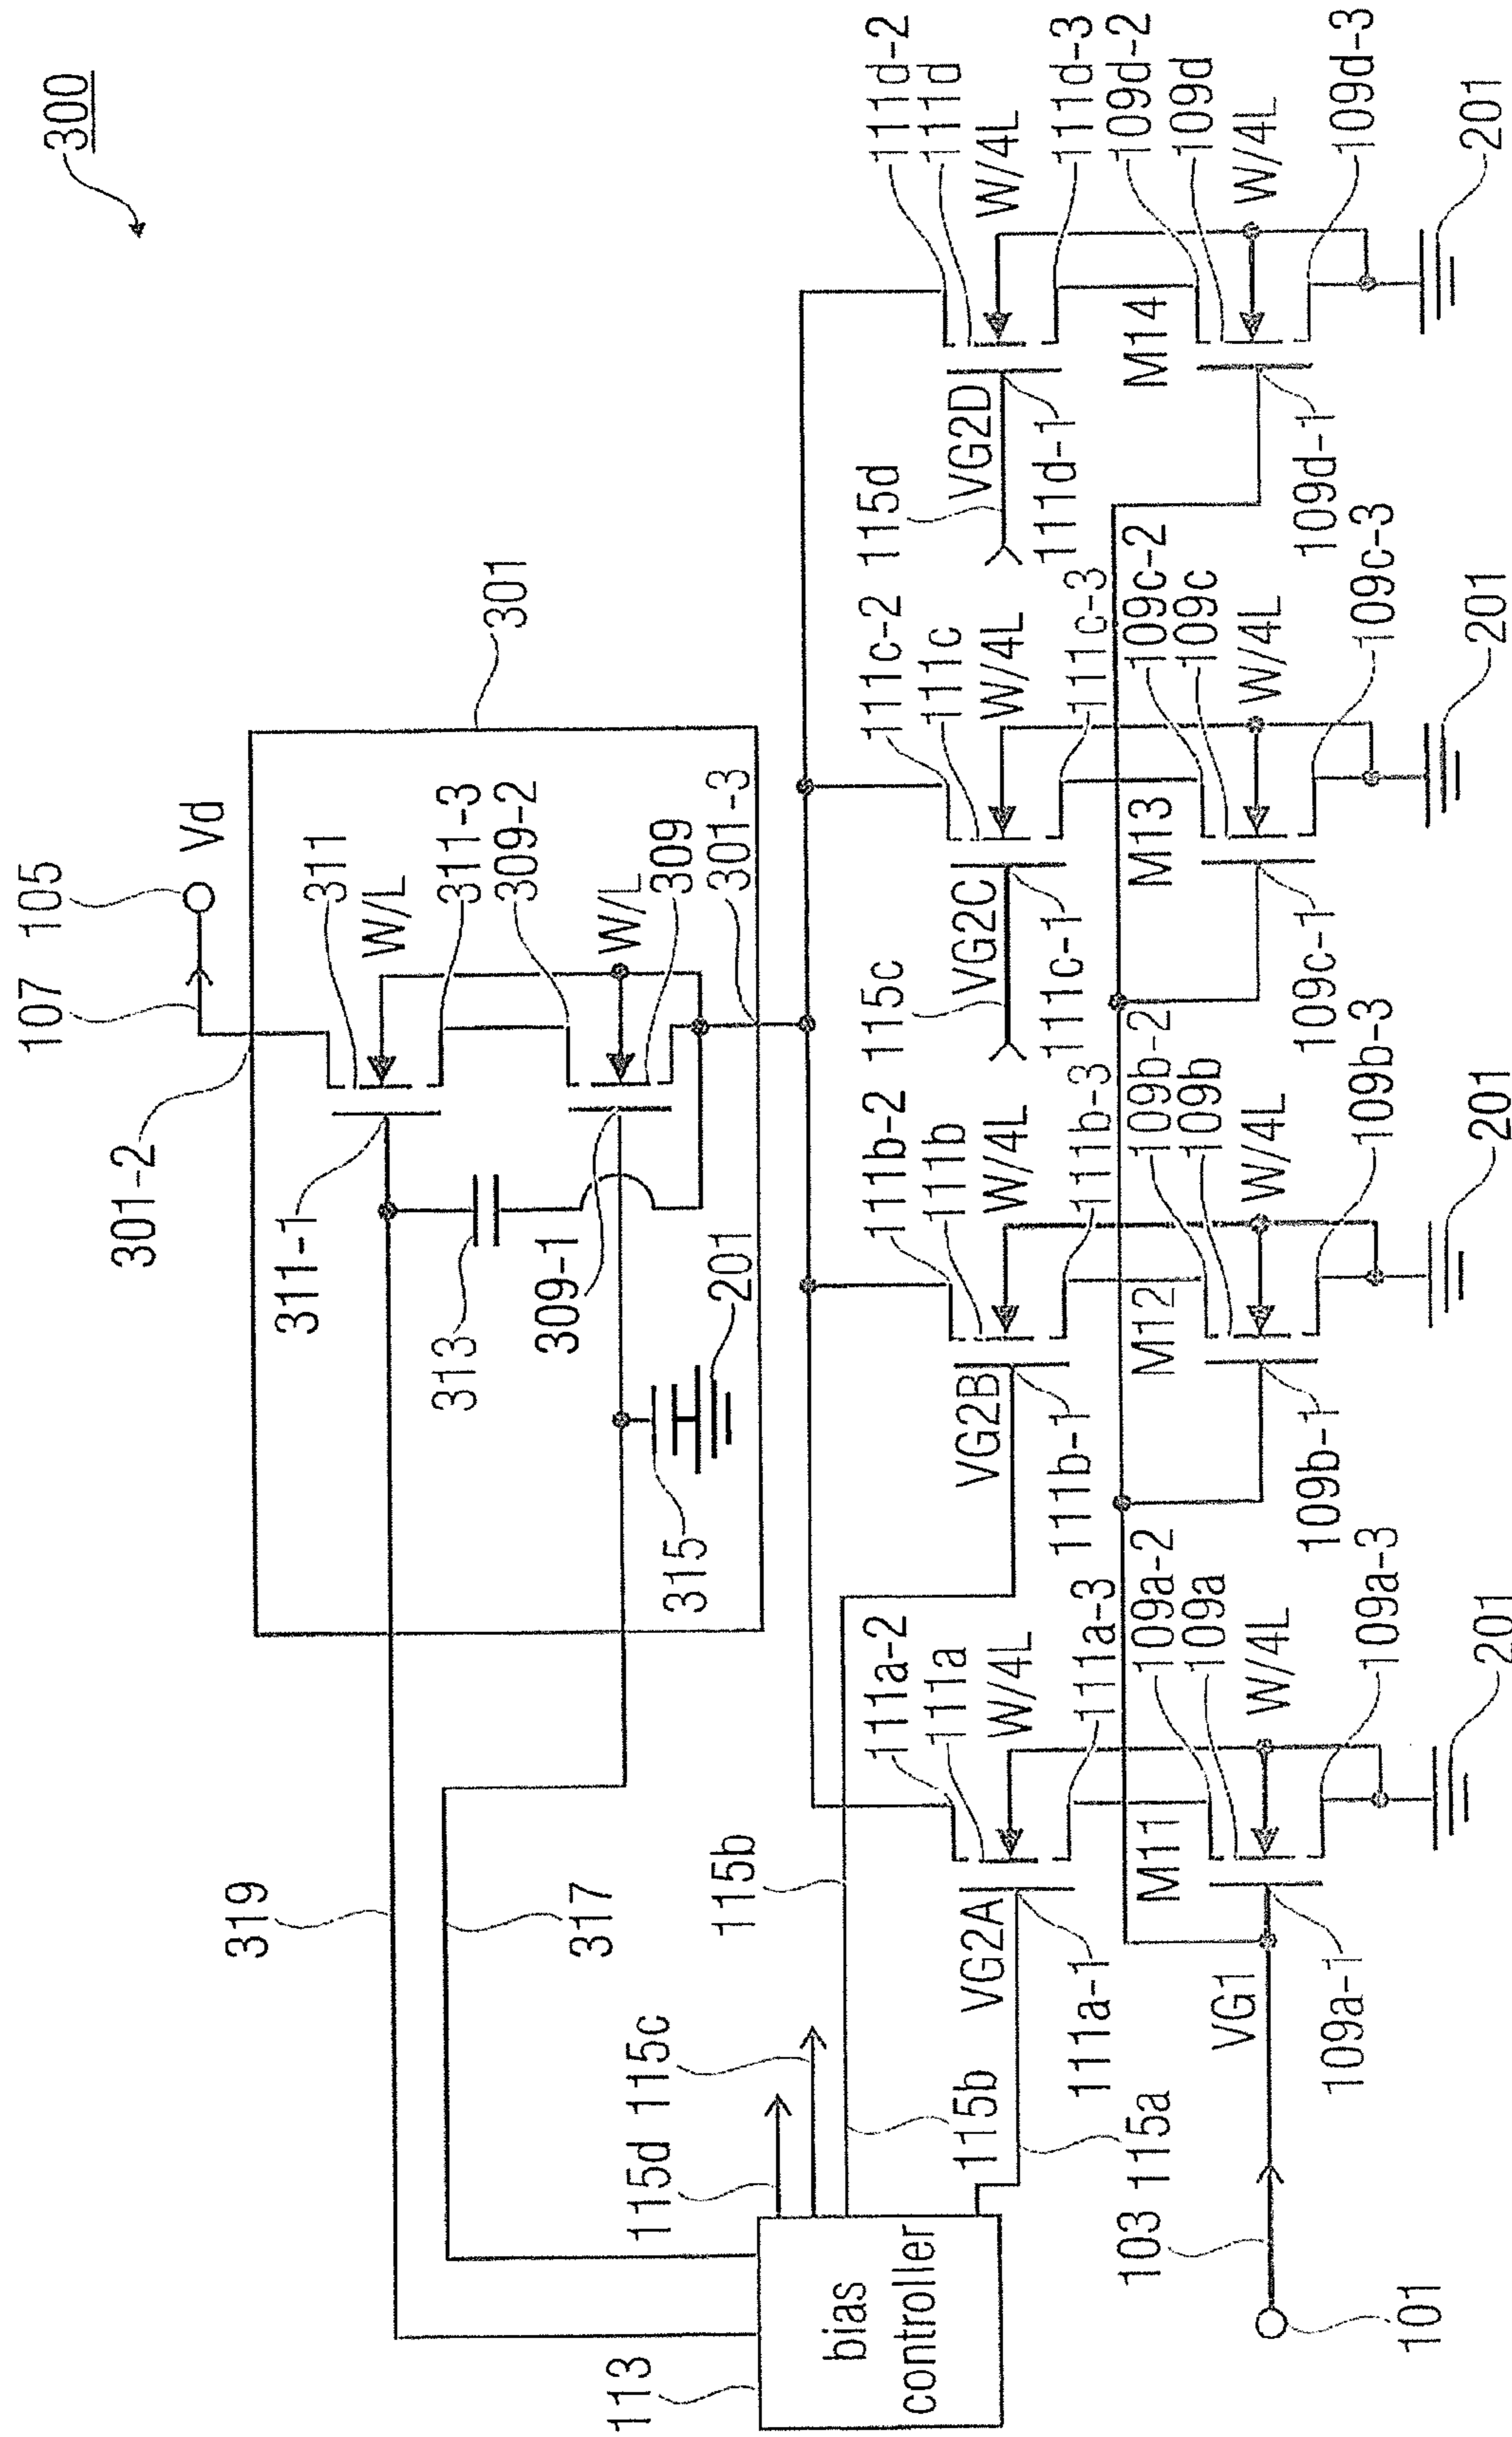 300
107
105
Vd
301-2
311
W/L
311-3
309-2
W/L
309
301-3
301
311-1
313
309-1
315
201
319
317
115b
115d
115c
113
bias
controller
115b
115a
103
101
VG1
109a-1
VG2A
111a-1
M11
111a-2
111a
W/4L
111a-3
109a-2
109a
W/4L
109a-3
201
VG2B
111b-1
M12
109b-1
111b-2
111b
W/4L
111b-3
109b-2
109b
W/4L
109b-3
201
115c
VG2C
111c-1
M13
109c-1
111c-2
111c
W/4L
111c-3
109c-2
109c
W/4L
109c-3
201
115d
VG2D
111d-1
M14
109d-1
111d-2
111d
W/4L
111d-3
109d-2
109d
W/4L
109d-3
201